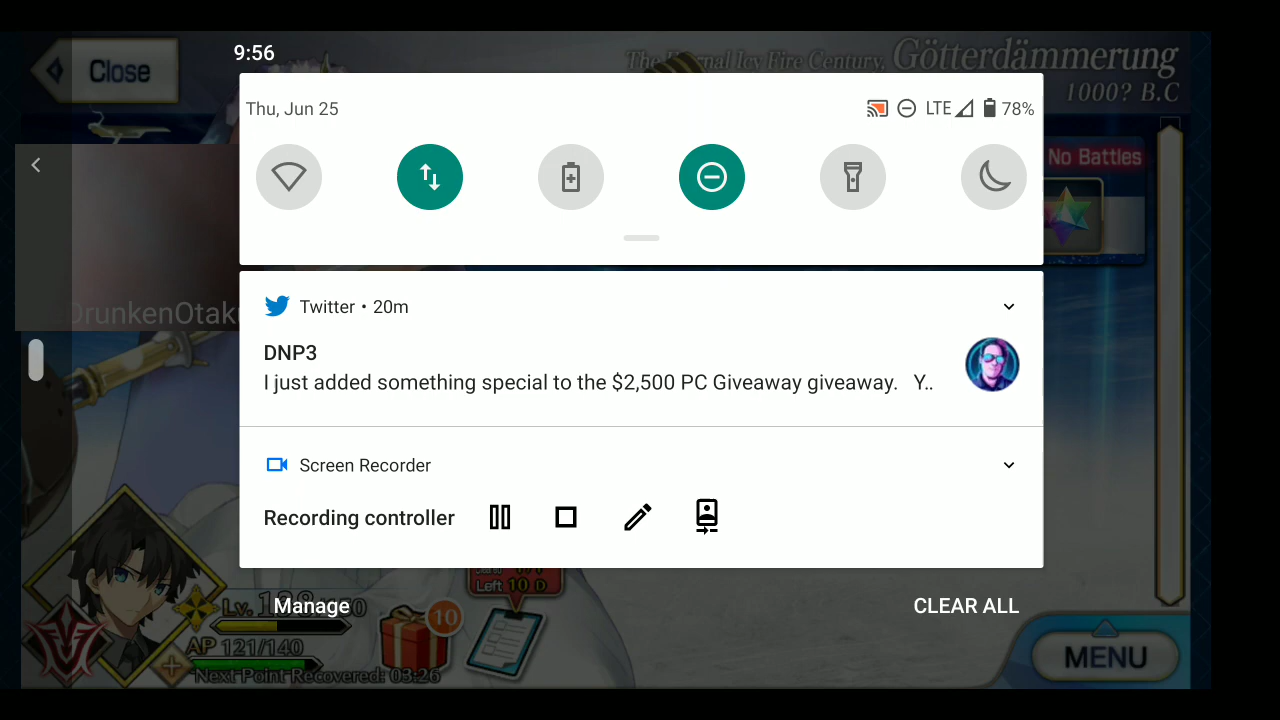 Close
9:56
The Eternal Icy Fire Century, Götterdämmerung
1000? B.C
Thu, Jun 25
LTE 78%
No Battles
DrunkenOtaku
Twitter • 20m
DNP3
I just added something special to the $2,500 PC Giveaway giveaway. Y..
Screen Recorder
Recording controller
Left 10 D
Manage
CLEAR ALL
Lv.
10
AP 121/140
Next Point Recovered: 03:26
MENU